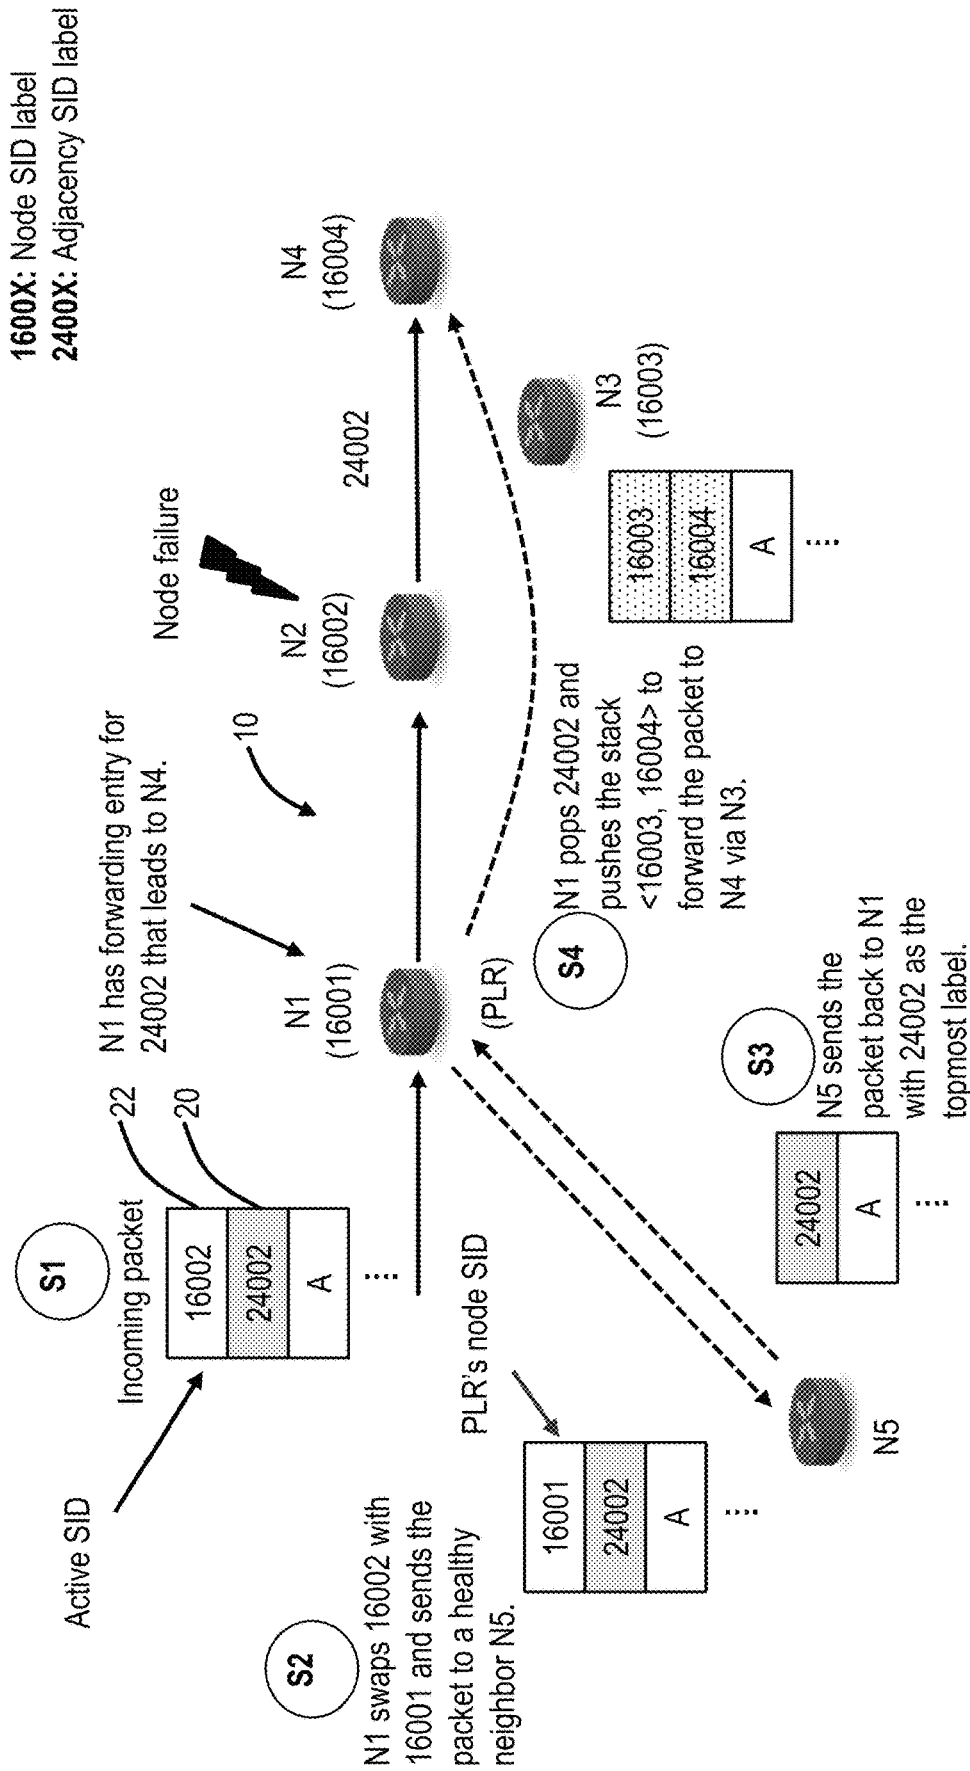 1600X: Node SID label
2400X: Adjacency SID label
Active SID
S1
Incoming packet
16002
24002
A
22
20
N1 has forwarding entry for
24002 that leads to N4.
10
Node failure
N1
(16001)
N2
(16002)
24002
N4
(16004)
(PLR)
S2
N1 swaps 16002 with
16001 and sends the
packet to a healthy
neighbor N5.
PLR's node SID
16001
24002
A
N5
S3
N5 sends the
packet back to N1
with 24002 as the
topmost label.
24002
A
S4
N1 pops 24002 and
pushes the stack
<16003, 16004> to
forward the packet to
N4 via N3.
16003
16004
A
N3
(16003)